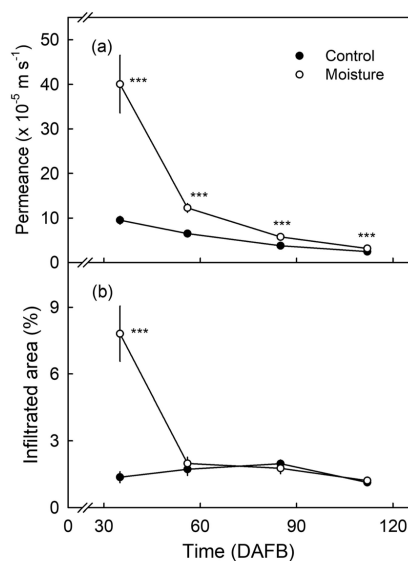 50
(a)
Control
Moisture
40
***
30
Permeance (x 10⁻⁵ m s⁻¹)
20
***
10
***
***
0
(b)
9
***
Infiltrated area (%)
6
3
0
0 30 60 90 120
Time (DAFB)